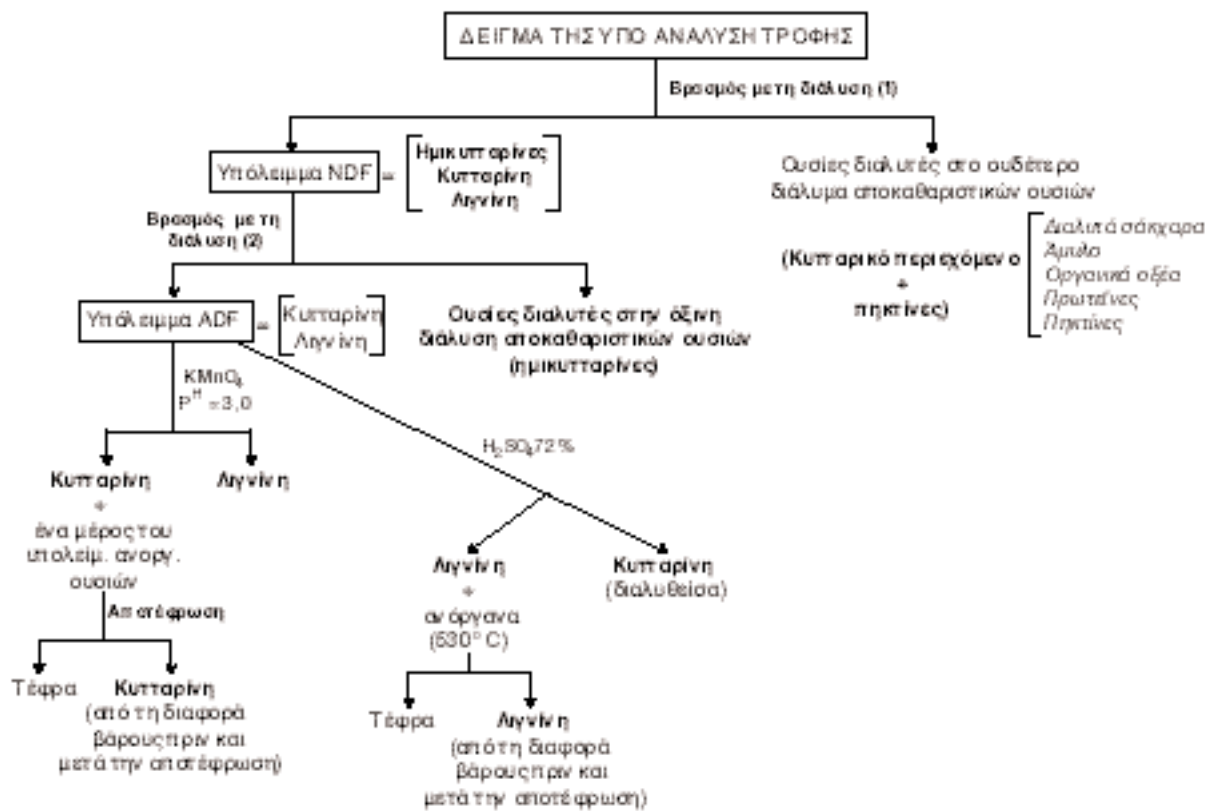 ΔΕΙΓΜΑ ΤΗΣ ΥΠΟ ΑΝΑΛΥΣΗ ΤΡΟΦΗΣ
Βρασμός με τη διάλυση (1)
Υπόλειμμα NDF =
Ημικυτταρίνες
Κυτταρίνη
Λιγνίνη
Ουσίες διαλυτές στο ουδέτερο
διάλυμα αποκαθαριστικών ουσιών
(Κυτταρικό περιεχόμενο
+
πηκτίνες)
Διαλυτά σάκχαρα
Άμυλο
Οργανικά οξέα
Πρωτεΐνες
Πηκτίνες
Βρασμός με τη
διάλυση (2)
Υπόλειμμα ADF =
Κυτταρίνη
Λιγνίνη
Ουσίες διαλυτές στην όξινη
διάλυση αποκαθαριστικών ουσιών
(ημικυτταρίνες)
KMnO₄
Pᴴ = 3,0
H₂SO₄ 72%
Κυτταρίνη
+
ένα μέρος του
υπολείμ. ανοργ.
ουσιών
Λιγνίνη
Αποτέφρωση
Τέφρα
Κυτταρίνη
(από τη διαφορά
βάρους πριν και
μετά την αποτέφρωση)
Λιγνίνη
+
ανόργανα
(530° C)
Κυτταρίνη
(διαλυθείσα)
Τέφρα
Λιγνίνη
(από τη διαφορά
βάρους πριν και
μετά την αποτέφρωση)